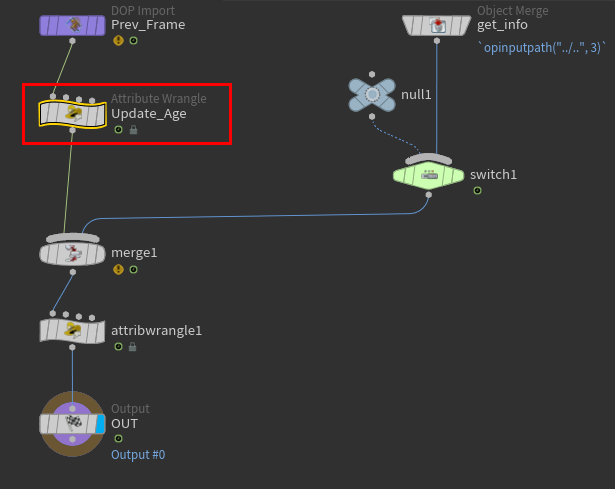 DOP Import
Prev_Frame
Object Merge
get_info
`opinputpath("../..", 3)`
Attribute Wrangle
Update_Age
null1
switch1
merge1
attribwrangle1
Output
OUT
Output #0